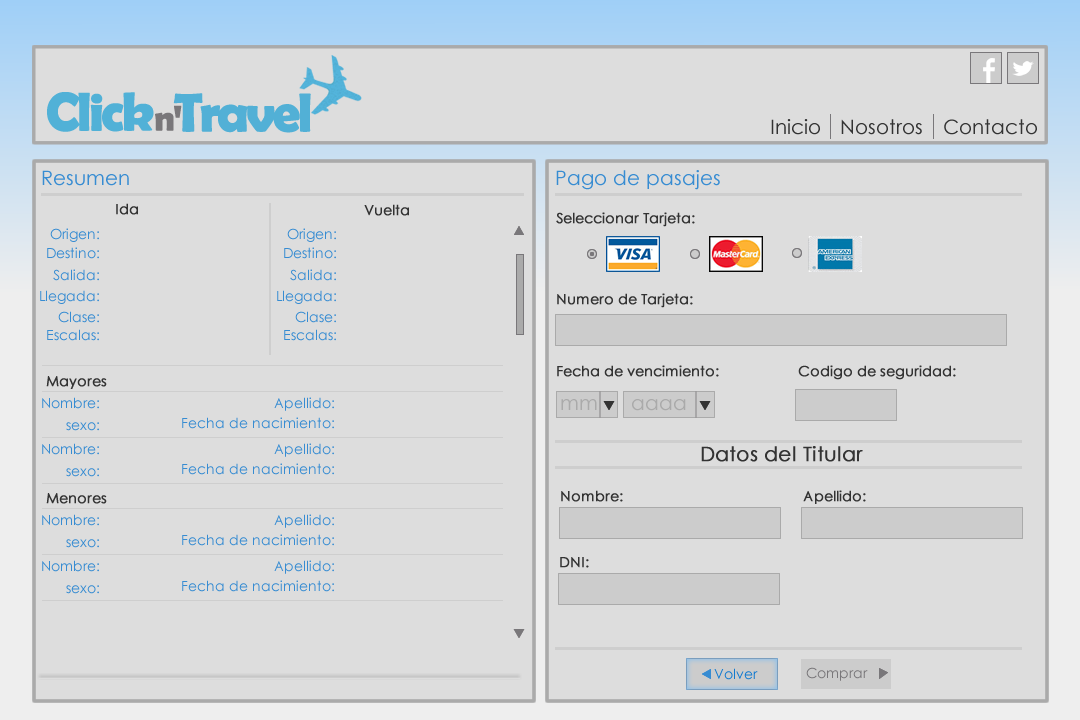 Click n' Travel
Inicio Nosotros Contacto
Resumen
Ida Vuelta
Origen: Origen:
Destino: Destino:
Salida: Salida:
Llegada: Llegada:
Clase: Clase:
Escalas: Escalas:
Mayores
Nombre: Apellido:
sexo: Fecha de nacimiento:
Nombre: Apellido:
sexo: Fecha de nacimiento:
Menores
Nombre: Apellido:
sexo: Fecha de nacimiento:
Nombre: Apellido:
sexo: Fecha de nacimiento:
Pago de pasajes
Seleccionar Tarjeta:
VISA MasterCard AMERICAN EXPRESS
Numero de Tarjeta:
Fecha de vencimiento: Codigo de seguridad:
mm aaaa
Datos del Titular
Nombre: Apellido:
DNI:
Volver Comprar